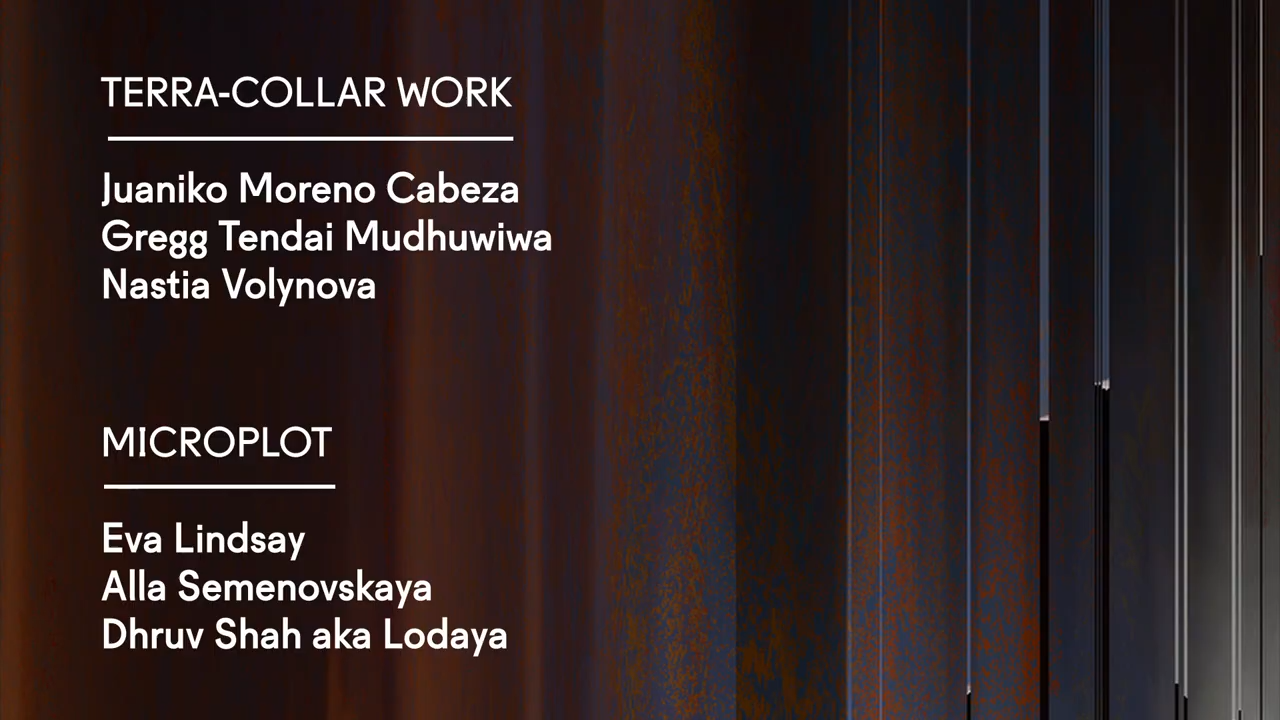 TERRA-COLLAR WORK
Juaniko Moreno Cabeza
Gregg Tendai Mudhuwiwa
Nastia Volynova
MICROPLOT
Eva Lindsay
Alla Semenovskaya
Dhruv Shah aka Lodaya